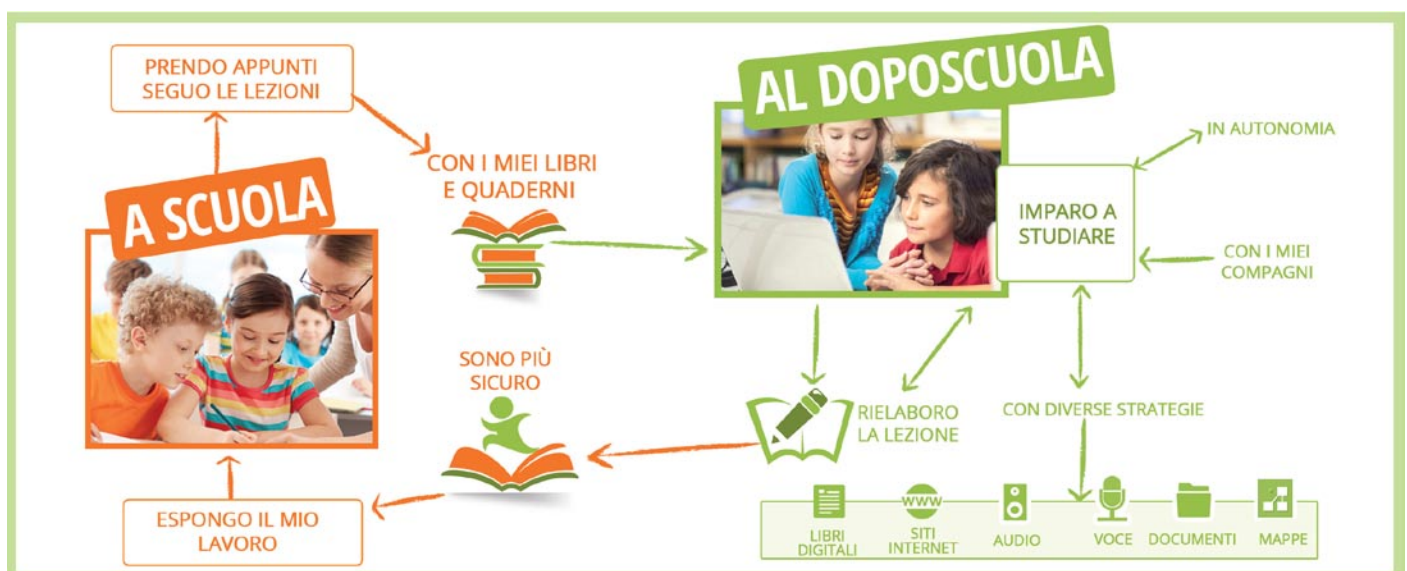 PRENDO APPUNTI
SEGUO LE LEZIONI
A SCUOLA
CON I MIEI LIBRI
E QUADERNI
AL DOPOSCUOLA
IMPARO A
STUDIARE
IN AUTONOMIA
CON I MIEI
COMPAGNI
SONO PIÙ
SICURO
RIELABORO
LA LEZIONE
CON DIVERSE STRATEGIE
ESPONGO IL MIO
LAVORO
WWW
LIBRI
DIGITALI
SITI
INTERNET
AUDIO
VOCE
DOCUMENTI
MAPPE